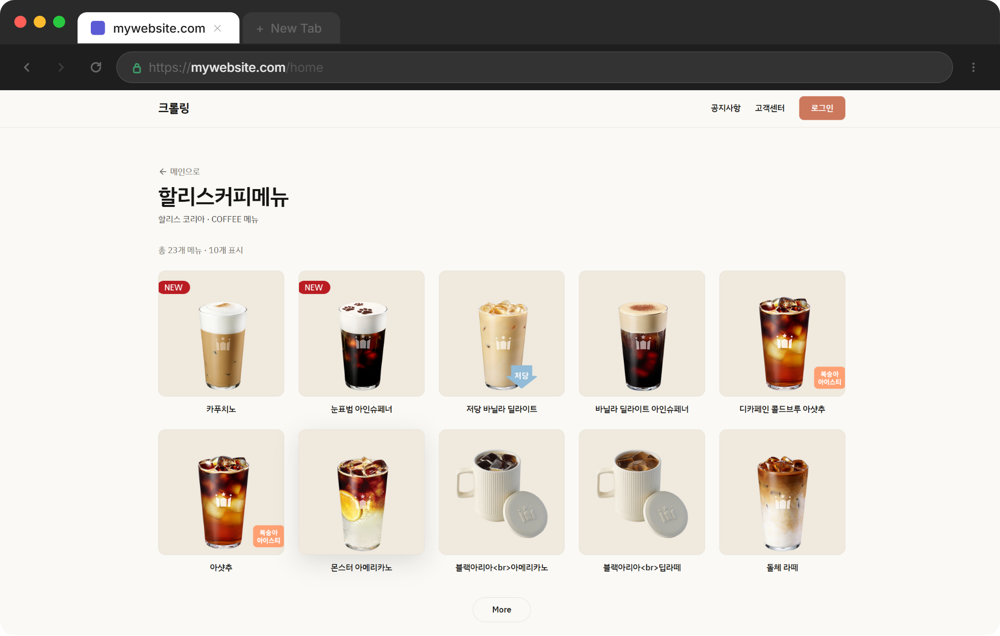 mywebsite.com
+ New Tab
https://mywebsite.com/home
크롤링
공지사항
고객센터
로그인
← 메인으로
할리스커피메뉴
할리스 코리아 · COFFEE 메뉴
총 23개 메뉴 · 10개 표시
NEW
NEW
저당
복숭아
아이스티
카푸치노
눈표범 아인슈페너
저당 바닐라 딜라이트
바닐라 딜라이트 아인슈페너
디카페인 콜드브루 아샷추
복숭아
아이스티
아샷추
몬스터 아메리카노
블랙아리아<br>아메리카노
블랙아리아<br>딥라떼
돌체 라떼
More